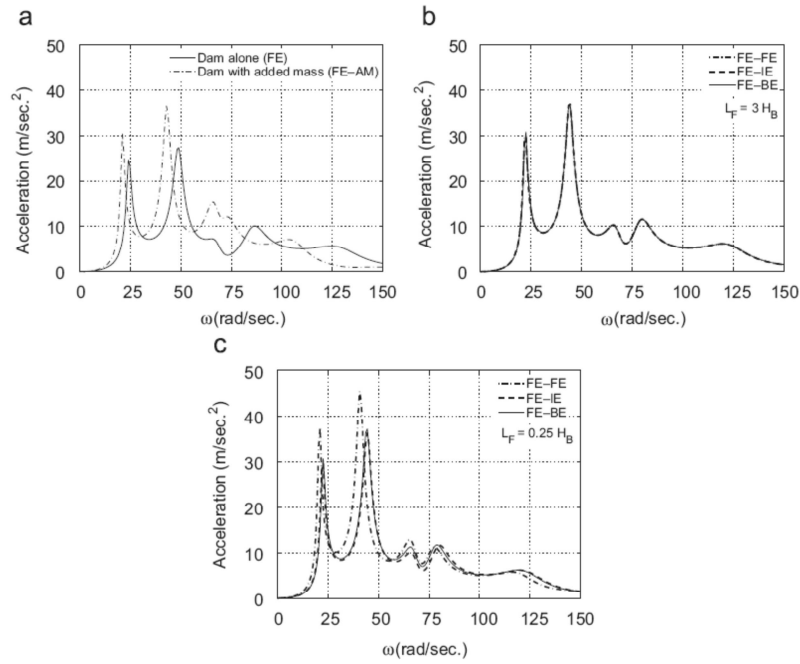 a
50
40
30
20
10
0
Acceleration (m/sec.²)
Dam alone (FE)
Dam with added mass (FE–AM)
0 25 50 75 100 125 150
ω(rad/sec.)
b
50
40
30
20
10
0
Acceleration (m/sec.²)
FE–FE
FE–IE
FE–BE
L_F = 3 H_B
0 25 50 75 100 125 150
ω(rad/sec.)
c
50
40
30
20
10
0
Acceleration (m/sec.²)
FE–FE
FE–IE
FE–BE
L_F = 0.25 H_B
0 25 50 75 100 125 150
ω(rad/sec.)